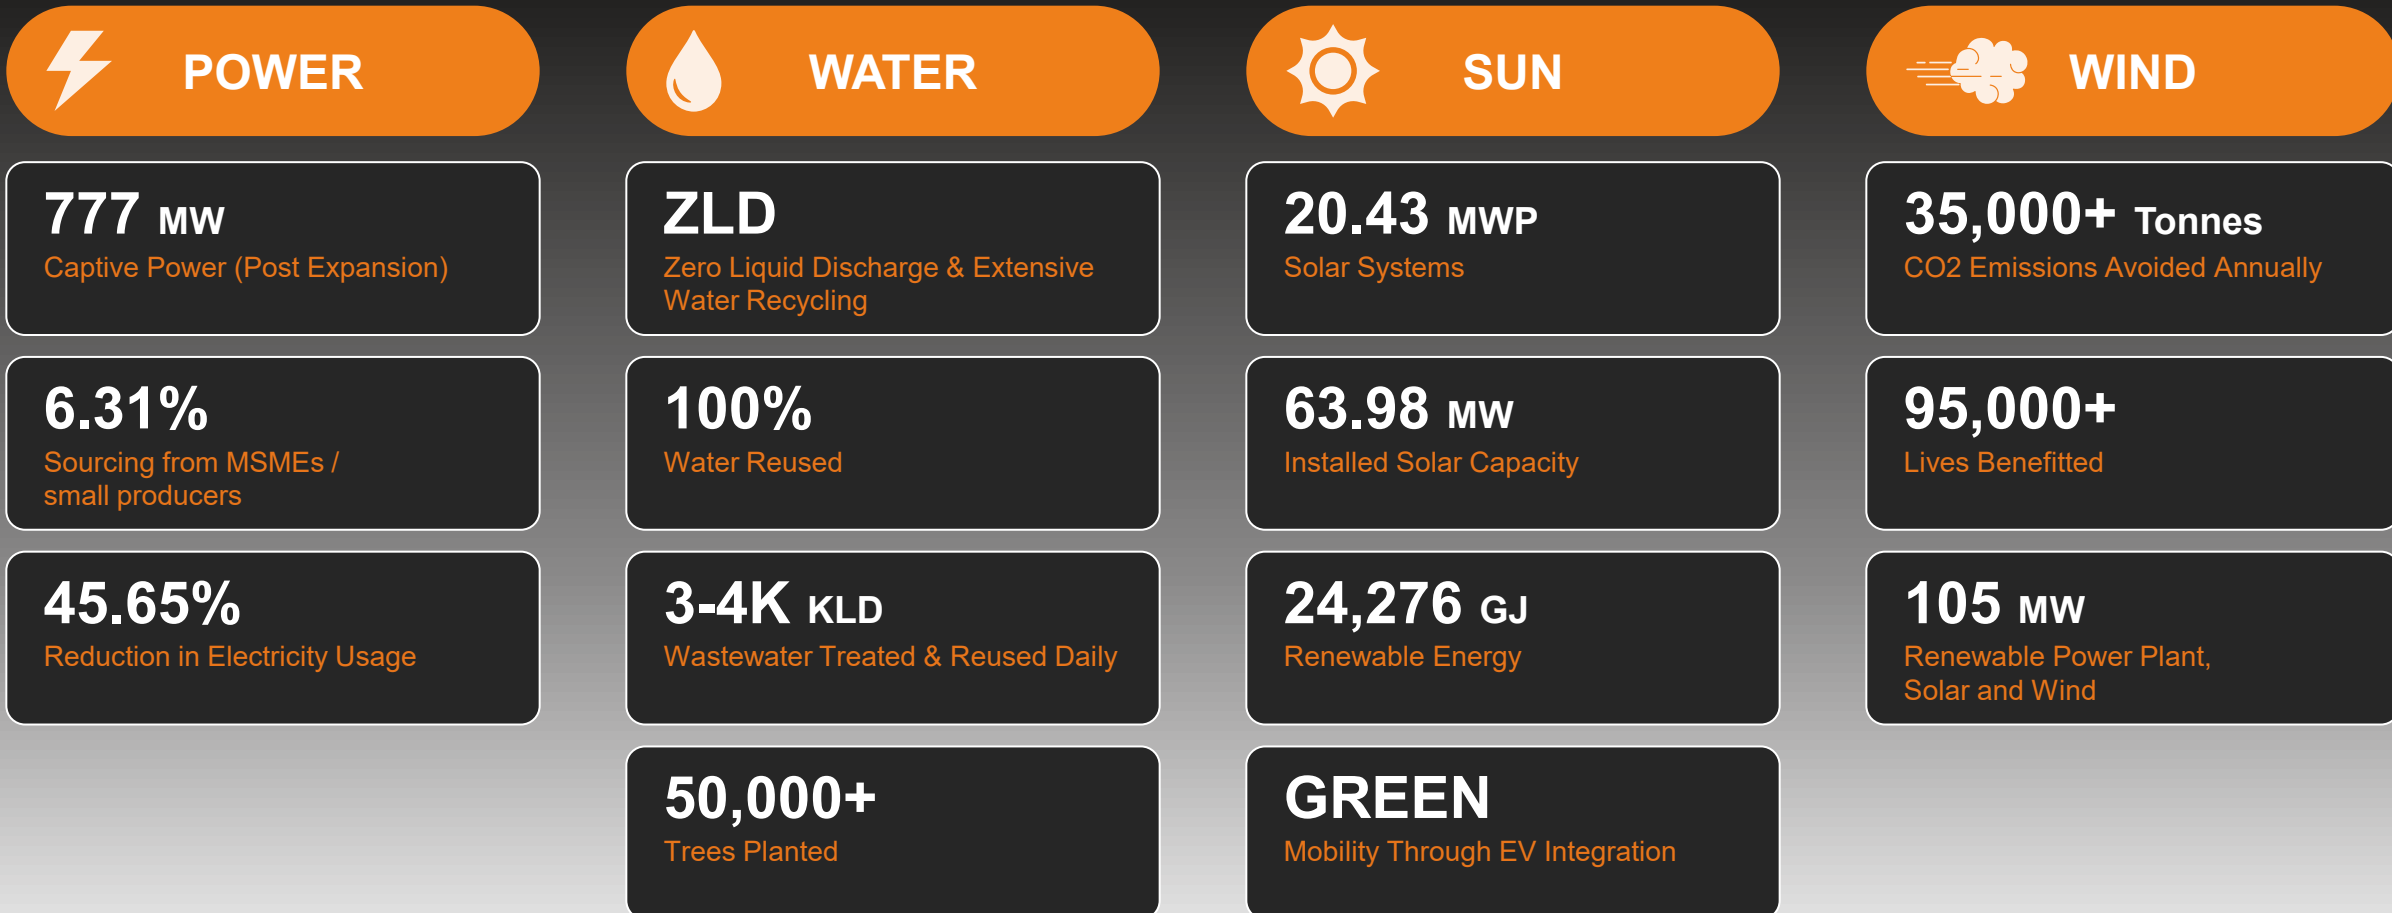 POWER
777 MW
Captive Power (Post Expansion)
6.31%
Sourcing from MSMEs /
small producers
45.65%
Reduction in Electricity Usage
WATER
ZLD
Zero Liquid Discharge & Extensive
Water Recycling
100%
Water Reused
3-4K KLD
Wastewater Treated & Reused Daily
50,000+
Trees Planted
SUN
20.43 MWP
Solar Systems
63.98 MW
Installed Solar Capacity
24,276 GJ
Renewable Energy
GREEN
Mobility Through EV Integration
WIND
35,000+ Tonnes
CO2 Emissions Avoided Annually
95,000+
Lives Benefitted
105 MW
Renewable Power Plant,
Solar and Wind